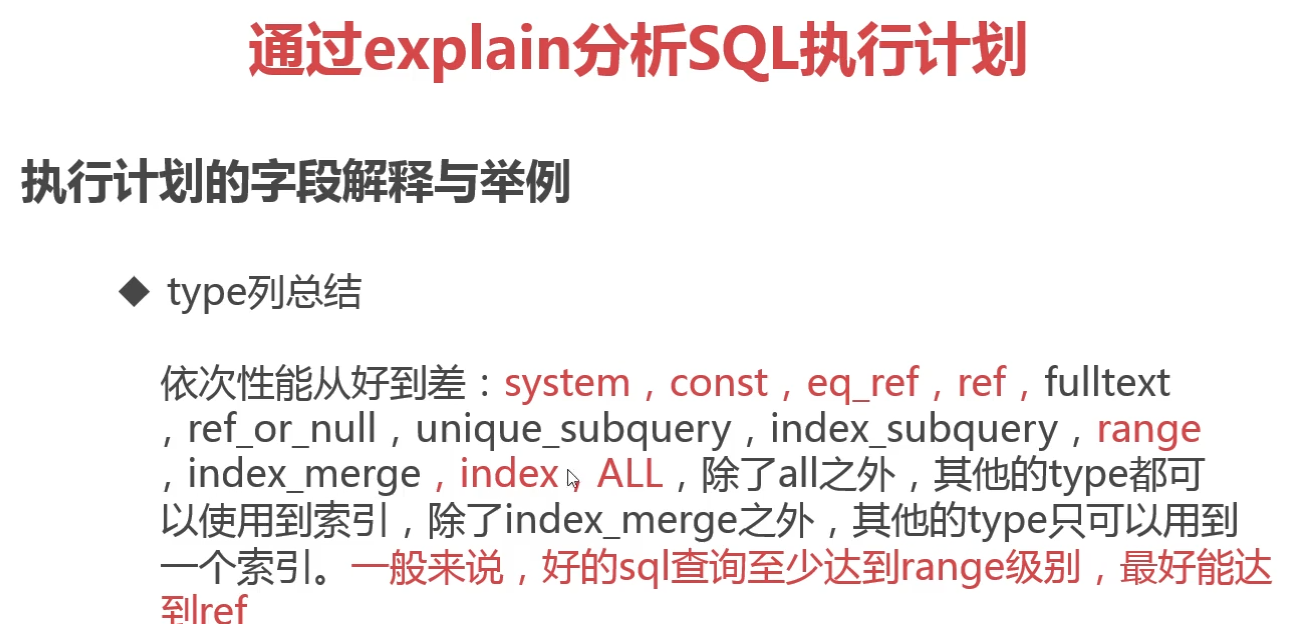 通过explain分析SQL执行计划
执行计划的字段解释与举例
◆ type列总结
依次性能从好到差：system，const，eq_ref，ref，fulltext
，ref_or_null，unique_subquery，index_subquery，range
，index_merge，index，ALL，除了all之外，其他的type都可
以使用到索引，除了index_merge之外，其他的type只可以用到
一个索引。一般来说，好的sql查询至少达到range级别，最好能达
到ref